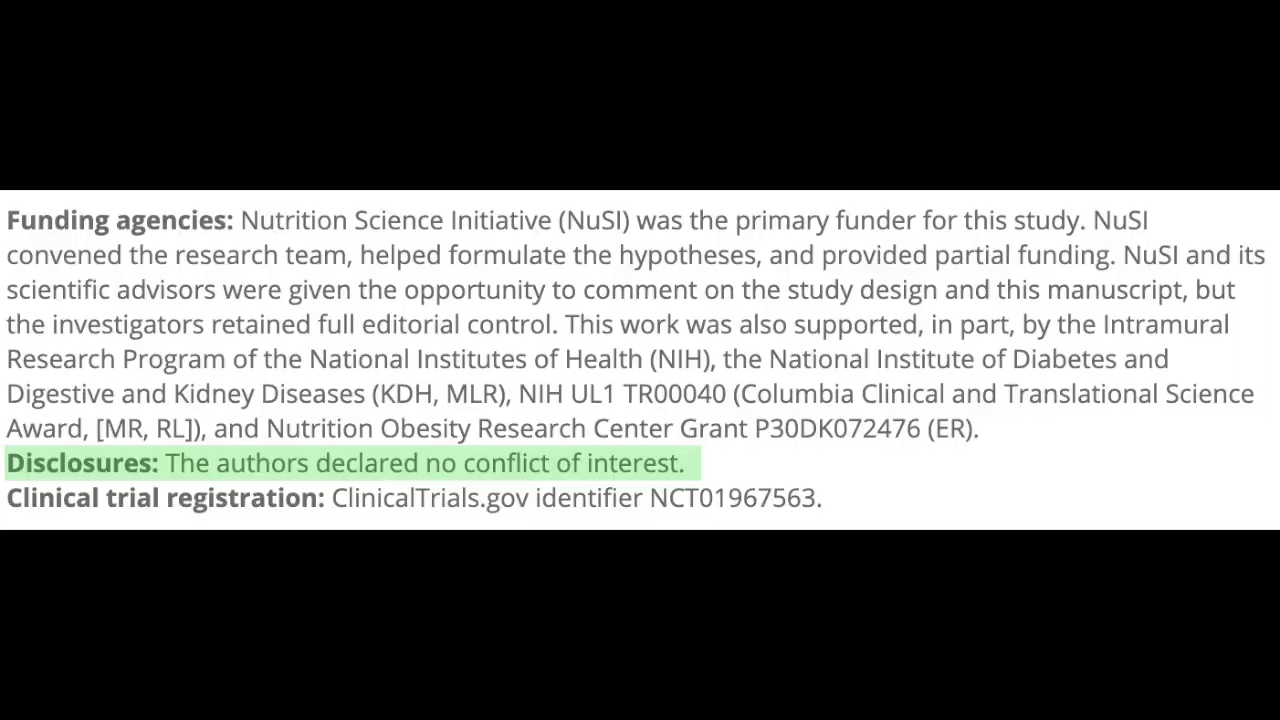 Funding agencies: Nutrition Science Initiative (NuSI) was the primary funder for this study. NuSI
convened the research team, helped formulate the hypotheses, and provided partial funding. NuSI and its
scientific advisors were given the opportunity to comment on the study design and this manuscript, but
the investigators retained full editorial control. This work was also supported, in part, by the Intramural
Research Program of the National Institutes of Health (NIH), the National Institute of Diabetes and
Digestive and Kidney Diseases (KDH, MLR), NIH UL1 TR00040 (Columbia Clinical and Translational Science
Award, [MR, RL]), and Nutrition Obesity Research Center Grant P30DK072476 (ER).
Disclosures: The authors declared no conflict of interest.
Clinical trial registration: ClinicalTrials.gov identifier NCT01967563.